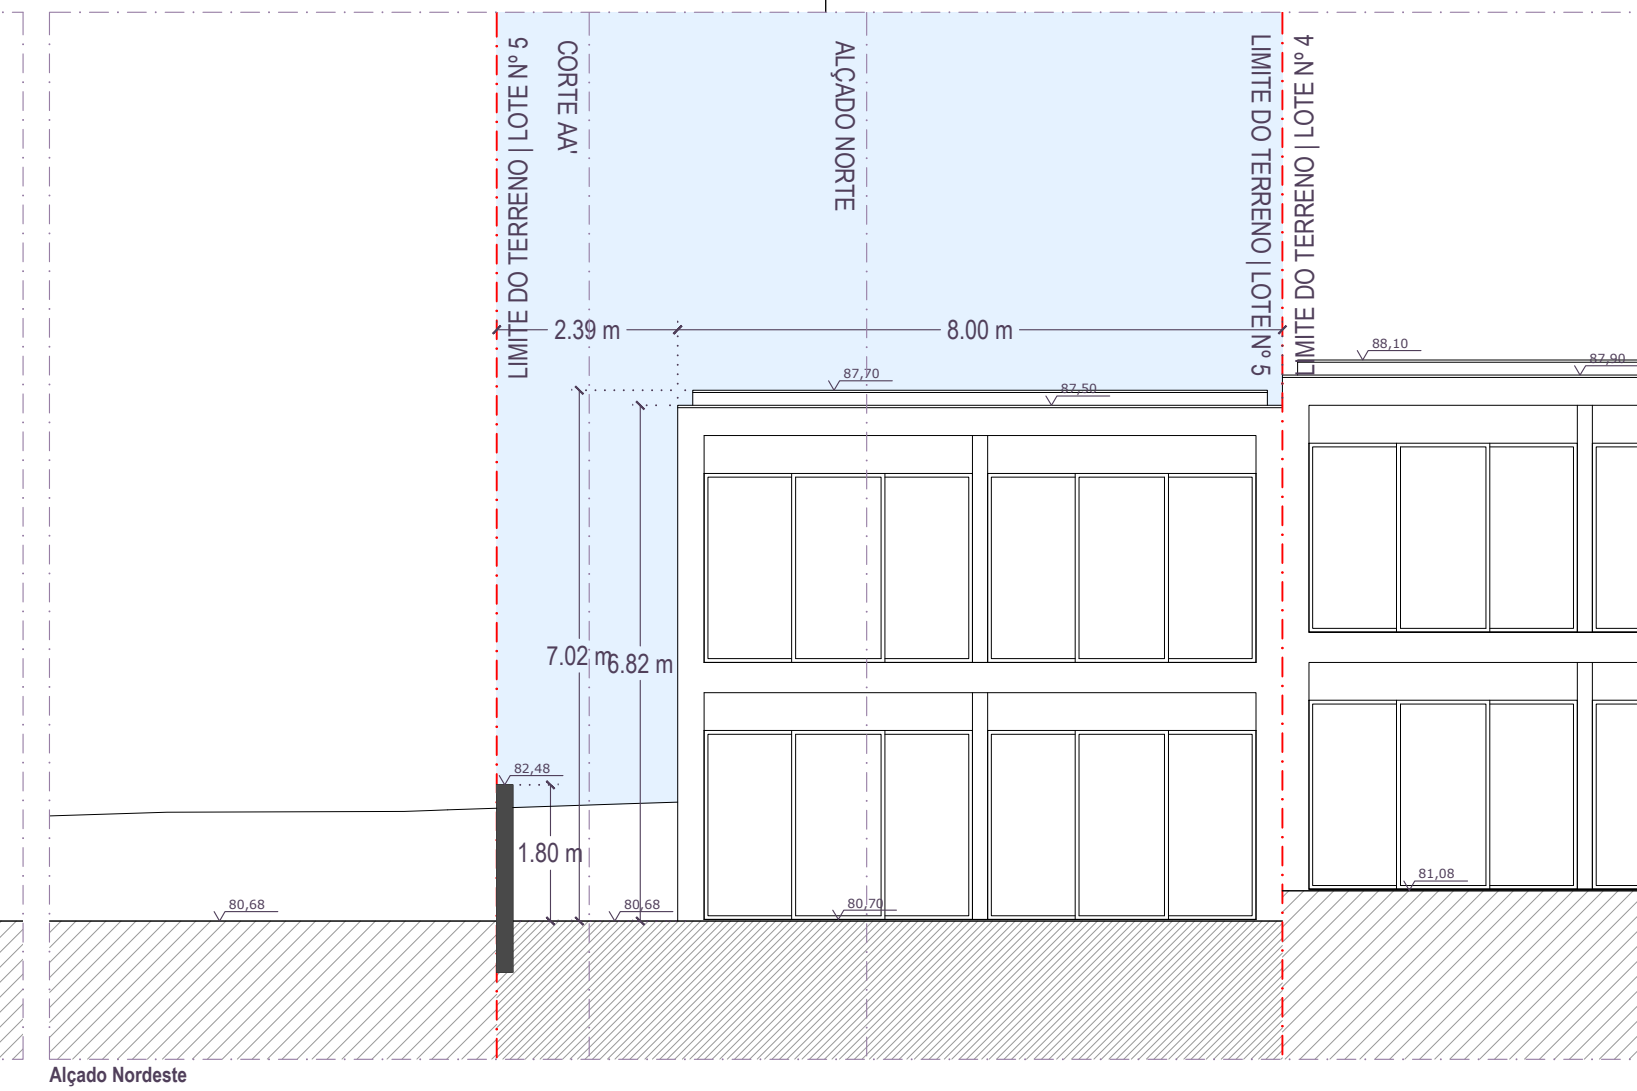 LIMITE DO TERRENO | LOTE Nº 5
CORTE AA'
ALÇADO NORTE
LIMITE DO TERRENO | LOTE Nº 5
LIMITE DO TERRENO | LOTE Nº 4
2.39 m
8.00 m
88,10
87,90
87,70
87,50
7.02 m
6.82 m
82,48
1.80 m
81,08
80,68
80,68
80,70
Alçado Nordeste